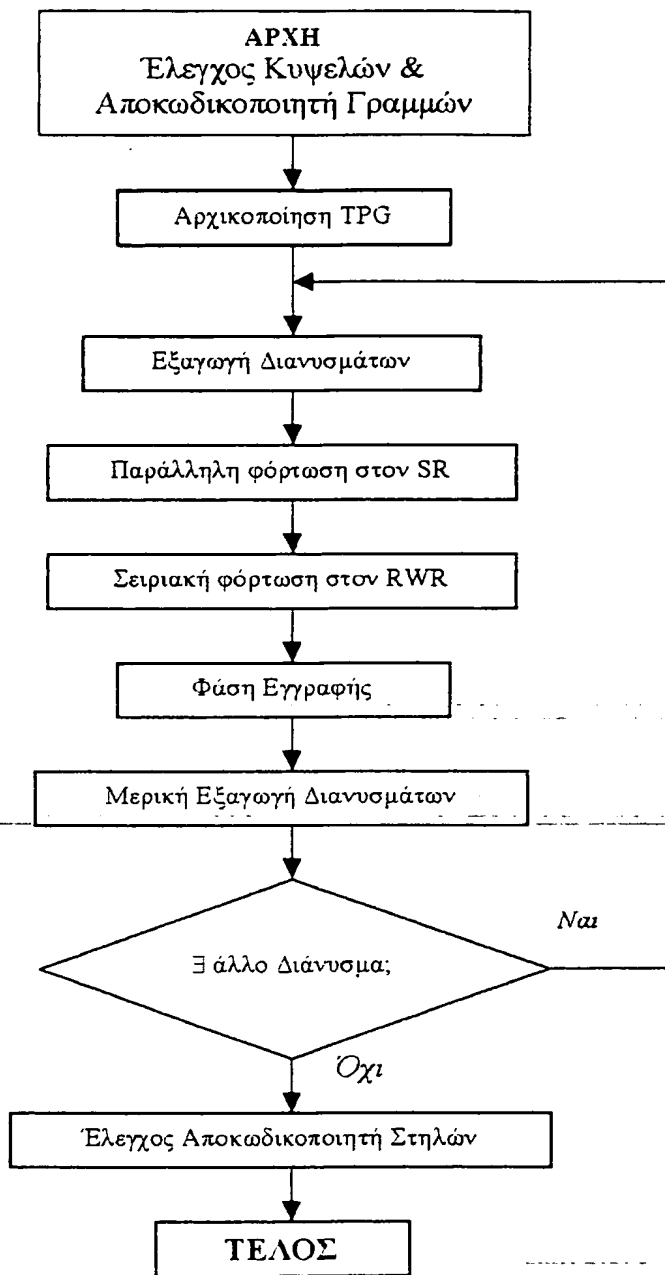 ΑΡΧΗ
Έλεγχος Κυψελών &
Αποκωδικοποιητή Γραμμών
Αρχικοποίηση TPG
Εξαγωγή Διανυσμάτων
Παράλληλη φόρτωση στον SR
Σειριακή φόρτωση στον RWR
Φάση Εγγραφής
Μερική Εξαγωγή Διανυσμάτων
Ναι
∃ άλλο Διάνυσμα;
Όχι
Έλεγχος Αποκωδικοποιητή Στηλών
ΤΕΛΟΣ